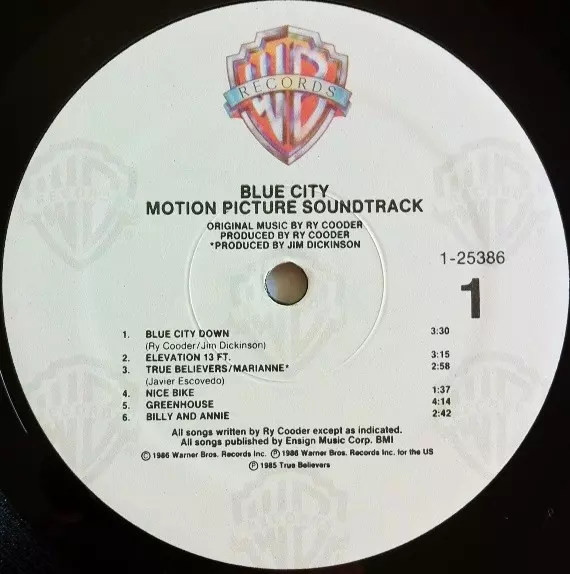 WB
RECORDS
BLUE CITY
MOTION PICTURE SOUNDTRACK
ORIGINAL MUSIC BY RY COODER
PRODUCED BY RY COODER
*PRODUCED BY JIM DICKINSON
1-25386
1
1. BLUE CITY DOWN 3:30
(Ry Cooder/Jim Dickinson)
2. ELEVATION 13 FT. 3:15
3. TRUE BELIEVERS/MARIANNE* 2:58
(Javier Escovedo)
4. NICE BIKE 1:37
5. GREENHOUSE 4:14
6. BILLY AND ANNIE 2:42
All songs written by Ry Cooder except as indicated.
All songs published by Ensign Music Corp. BMI
© 1986 Warner Bros. Records Inc. ℗ 1986 Warner Bros. Records Inc. for the US
℗ 1985 True Believers